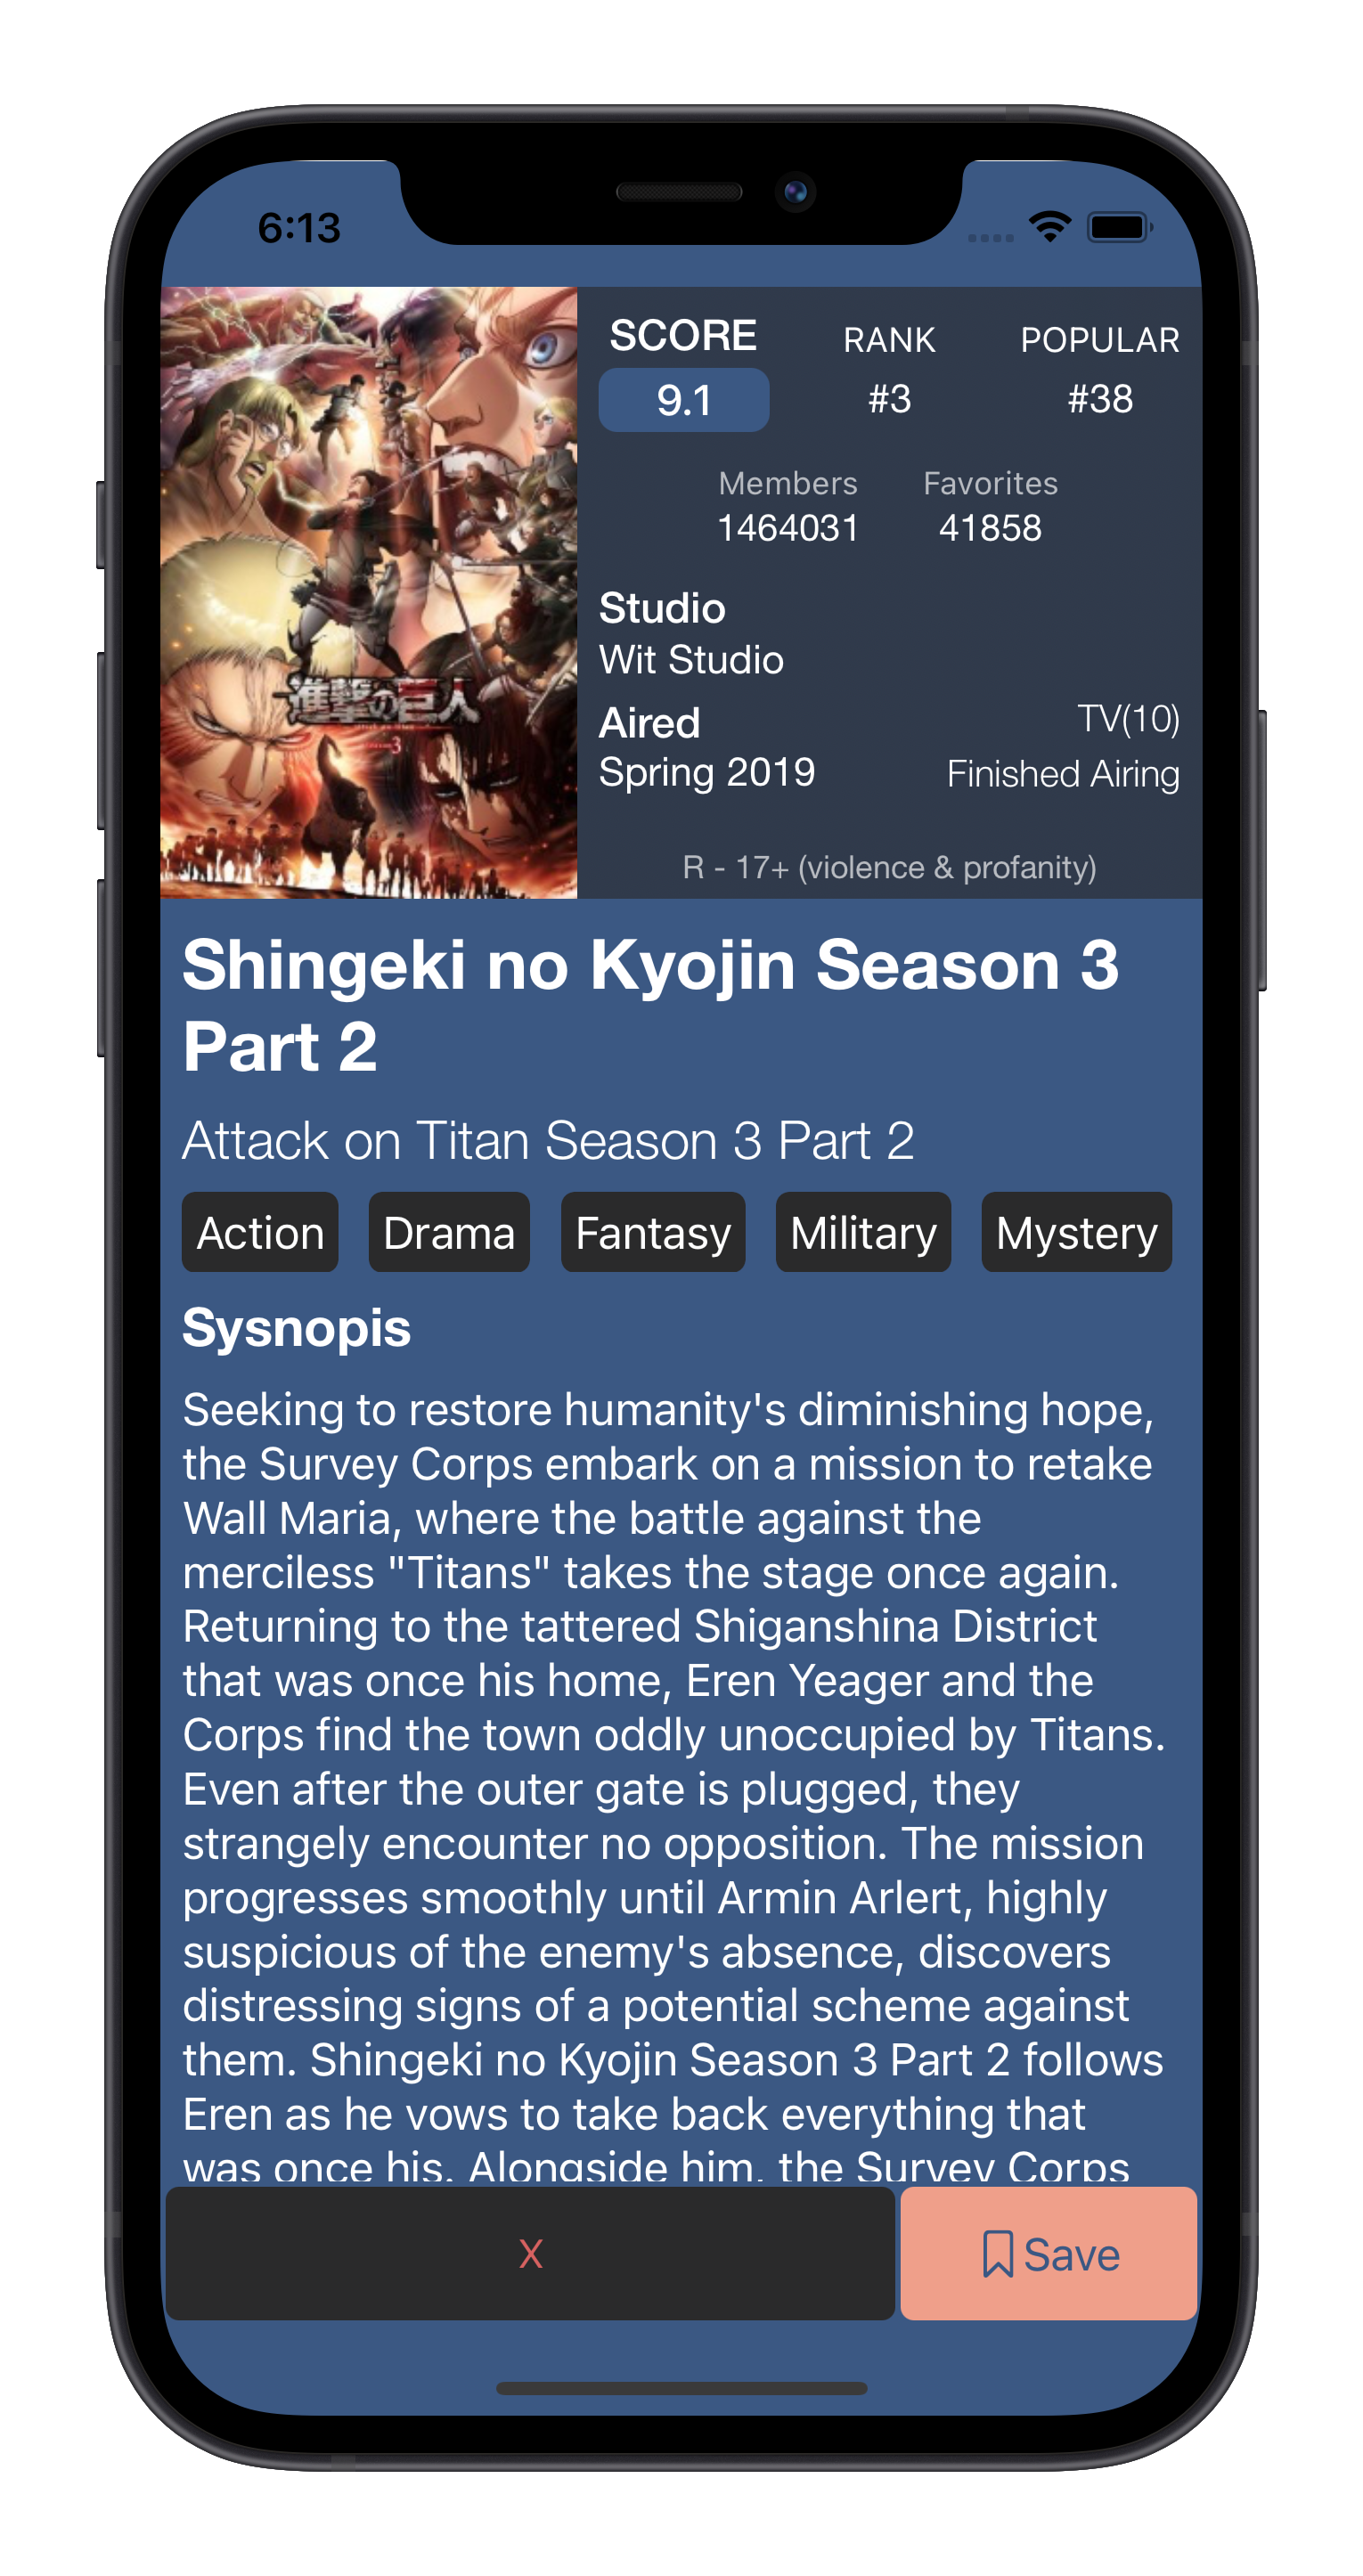 6:13
進撃の巨人
SCORE
RANK
POPULAR
9.1
#3
#38
Members
Favorites
1464031
41858
Studio
Wit Studio
Aired
TV(10)
Spring 2019
Finished Airing
R - 17+ (violence & profanity)
Shingeki no Kyojin Season 3
Part 2
Attack on Titan Season 3 Part 2
Action
Drama
Fantasy
Military
Mystery
Sysnopis
Seeking to restore humanity's diminishing hope,
the Survey Corps embark on a mission to retake
Wall Maria, where the battle against the
merciless "Titans" takes the stage once again.
Returning to the tattered Shiganshina District
that was once his home, Eren Yeager and the
Corps find the town oddly unoccupied by Titans.
Even after the outer gate is plugged, they
strangely encounter no opposition. The mission
progresses smoothly until Armin Arlert, highly
suspicious of the enemy's absence, discovers
distressing signs of a potential scheme against
them. Shingeki no Kyojin Season 3 Part 2 follows
Eren as he vows to take back everything that
was once his. Alongside him, the Survey Corps
X
Save